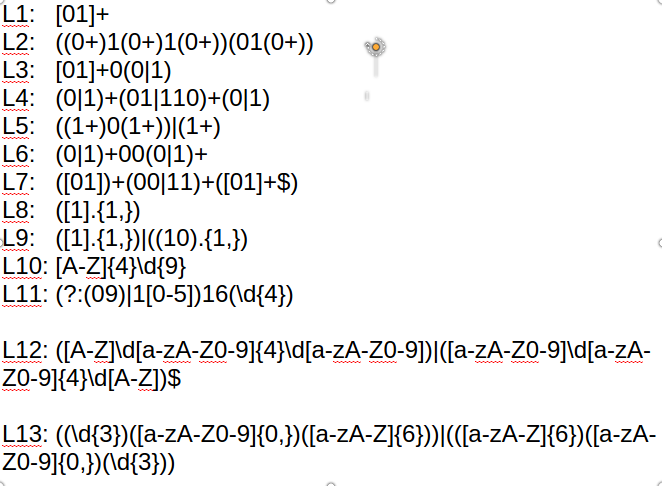 L1: [01]+
L2: ((0+)1(0+)1(0+))(01(0+))
L3: [01]+0(0|1)
L4: (0|1)+(01|110)+(0|1)
L5: ((1+)0(1+))|(1+)
L6: (0|1)+00(0|1)+
L7: ([01])+(00|11)+([01]+$)
L8: ([1].{1,})
L9: ([1].{1,})|((10).{1,})
L10: [A-Z]{4}\d{9}
L11: (?:(09)|1[0-5])16(\d{4})
L12: ([A-Z]\d[a-zA-Z0-9]{4}\d[a-zA-Z0-9])|([a-zA-Z0-9]\d[a-zA-
Z0-9]{4}\d[A-Z])$
L13: ((\d{3})([a-zA-Z0-9]{0,})([a-zA-Z]{6}))|(([a-zA-Z]{6})([a-zA-
Z0-9]{0,})(\d{3}))